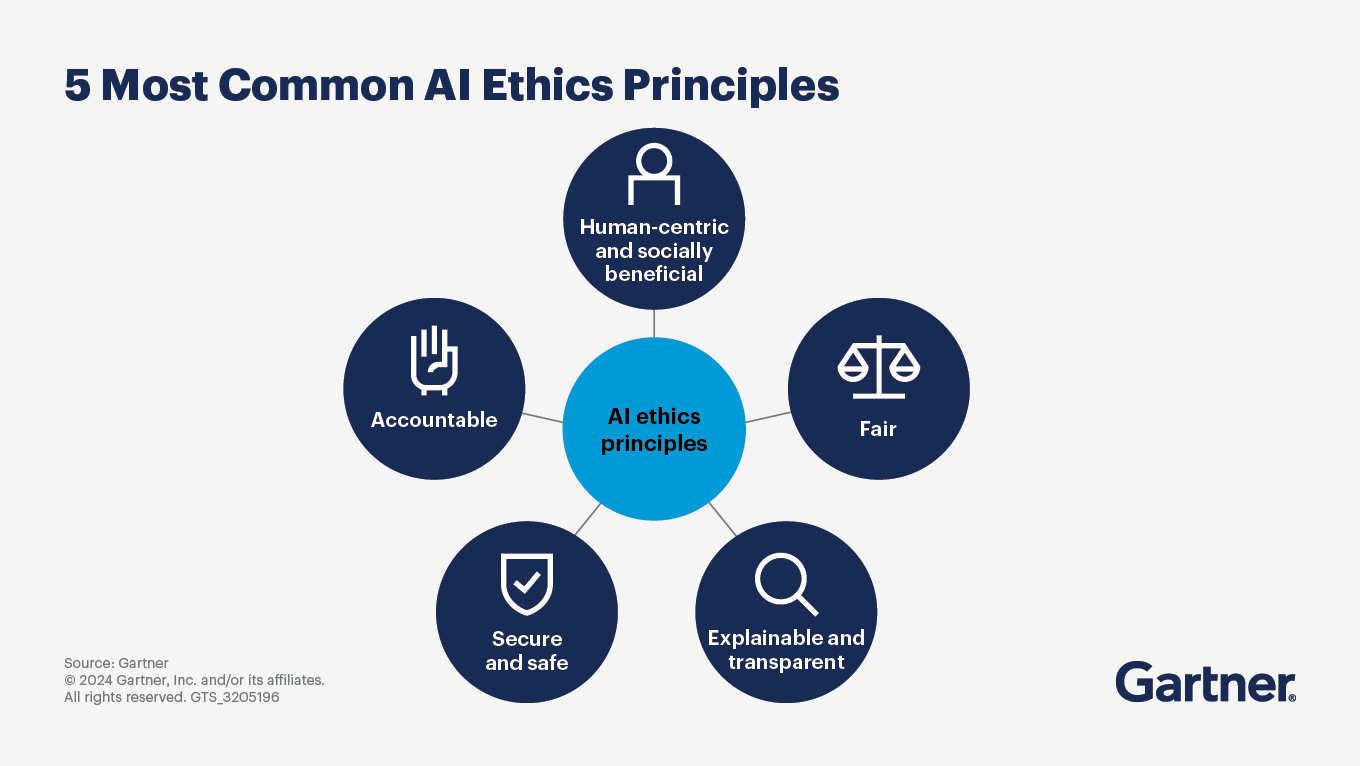 5 Most Common AI Ethics Principles
Human-centric
and socially
beneficial
Accountable
AI ethics
principles
Fair
Secure
and safe
Explainable and
transparent
Source: Gartner
© 2024 Gartner, Inc. and/or its affiliates.
All rights reserved. GTS_3205196
Gartner®